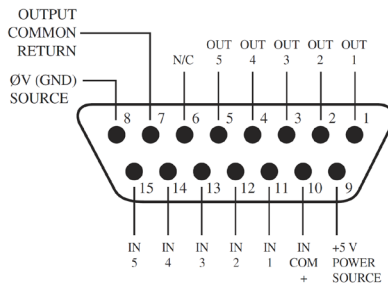 OUTPUT
COMMON
RETURN
ØV (GND)
SOURCE
N/C
OUT
5
OUT
4
OUT
3
OUT
2
OUT
1
8 7 6 5 4 3 2 1
15 14 13 12 11 10 9
IN
5
IN
4
IN
3
IN
2
IN
1
IN
COM
+
+5 V
POWER
SOURCE